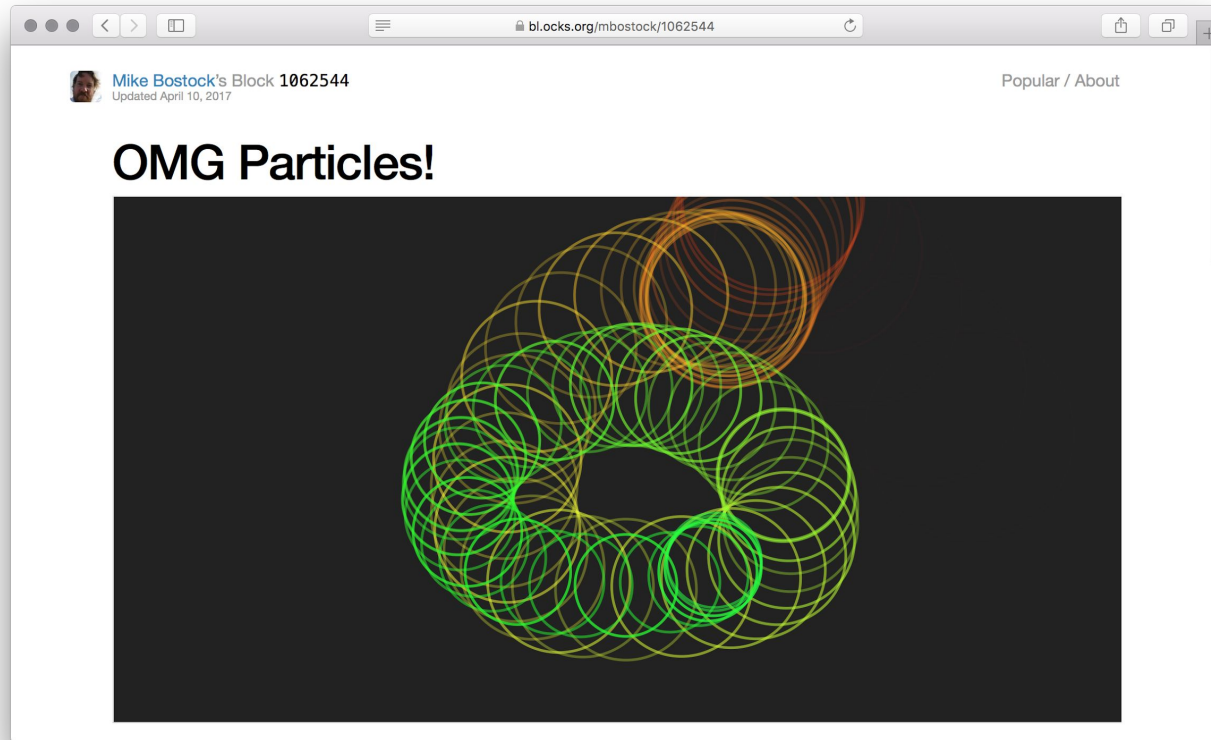 bl.ocks.org/mbostock/1062544
Mike Bostock's Block 1062544
Popular / About
Updated April 10, 2017
OMG Particles!